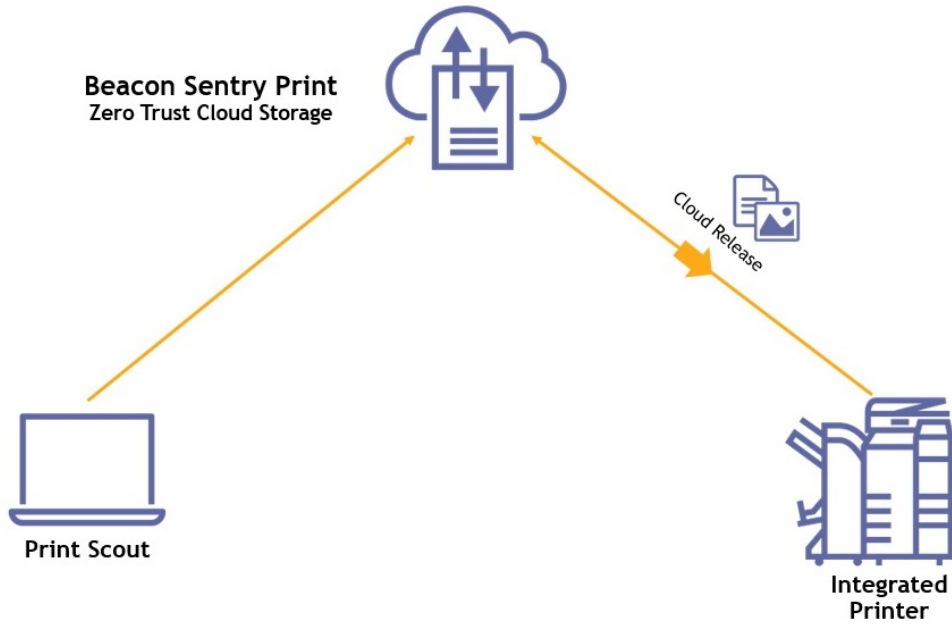 Beacon Sentry Print
Zero Trust Cloud Storage
Cloud Release
Print Scout
Integrated
Printer